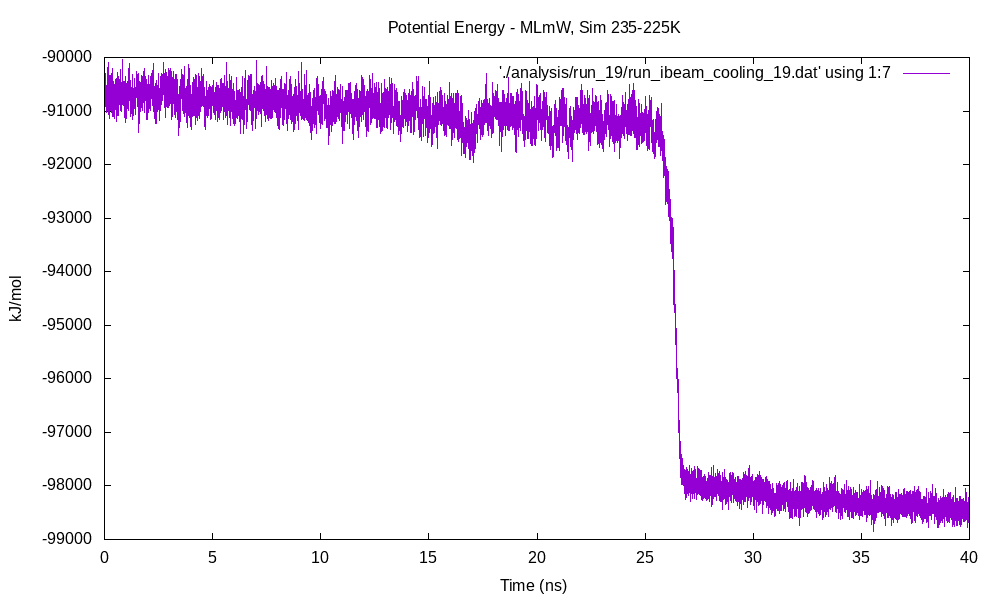 Potential Energy - MLmW, Sim 235-225K
'./analysis/run_19/run_ibeam_cooling_19.dat' using 1:7
-90000
-91000
-92000
-93000
-94000
-95000
-96000
-97000
-98000
-99000
kJ/mol
0 5 10 15 20 25 30 35 40
Time (ns)